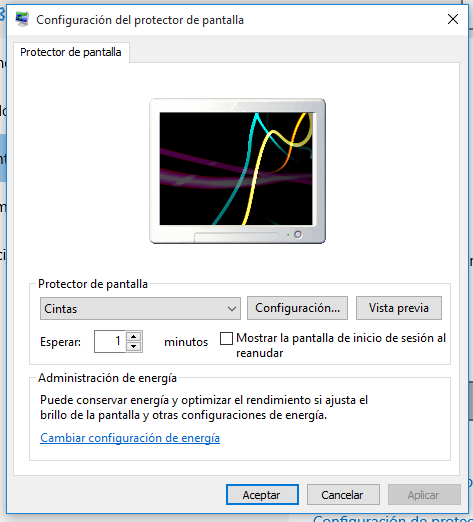 Configuración del protector de pantalla
Protector de pantalla
Protector de pantalla
Cintas
Configuración...
Vista previa
Esperar:
1
minutos
Mostrar la pantalla de inicio de sesión al
reanudar
Administración de energía
Puede conservar energía y optimizar el rendimiento si ajusta el
brillo de la pantalla y otras configuraciones de energía.
Cambiar configuración de energía
Aceptar
Cancelar
Aplicar
Configuración de protec